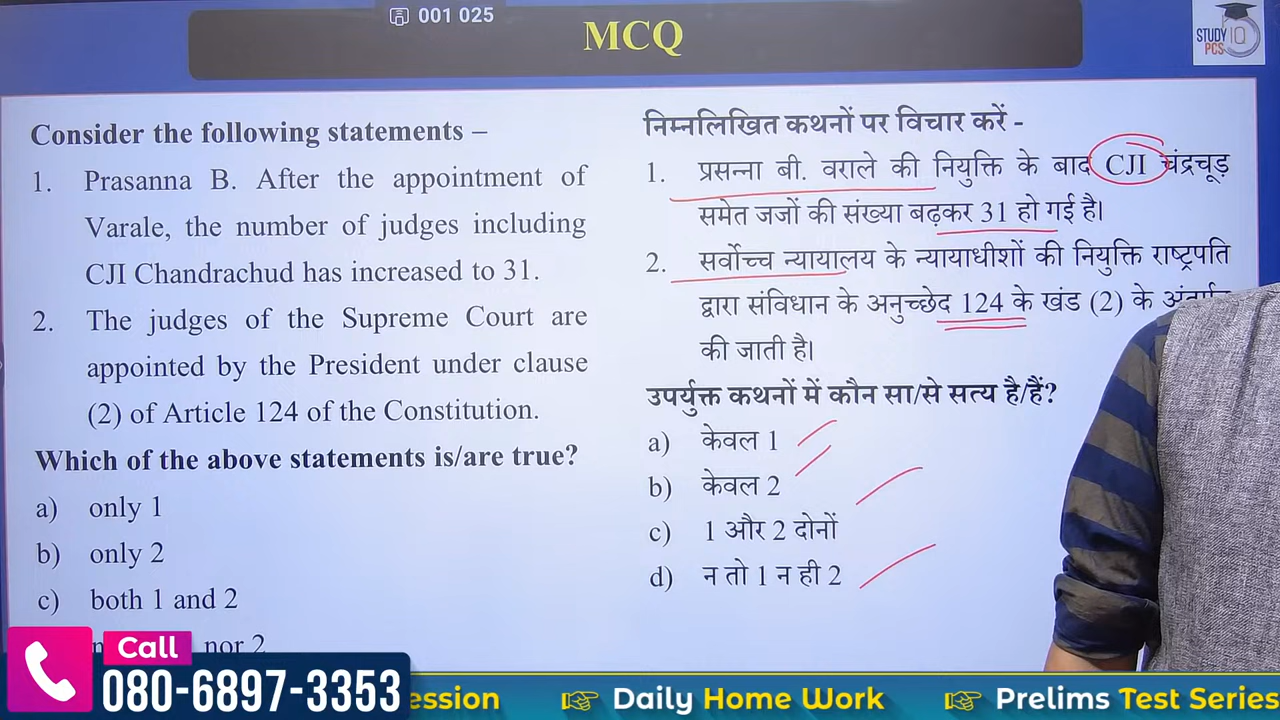 001 025
MCQ
STUDY IQ
PCS
Consider the following statements –
1. Prasanna B. After the appointment of
Varale, the number of judges including
CJI Chandrachud has increased to 31.
2. The judges of the Supreme Court are
appointed by the President under clause
(2) of Article 124 of the Constitution.
Which of the above statements is/are true?
a) only 1
b) only 2
c) both 1 and 2
nor 2
निम्नलिखित कथनों पर विचार करें -
1. प्रसन्ना बी. वराले की नियुक्ति के बाद CJI चंद्रचूड़
समेत जजों की संख्या बढ़कर 31 हो गई है।
2. सर्वोच्च न्यायालय के न्यायाधीशों की नियुक्ति राष्ट्रपति
द्वारा संविधान के अनुच्छेद 124 के खंड (2) के
की जाती है।
उपर्युक्त कथनों में कौन सा/से सत्य है/हैं?
a) केवल 1
b) केवल 2
c) 1 और 2 दोनों
d) न तो 1 न ही 2
Call
080-6897-3353
ession
Daily Home Work
Prelims Test Series